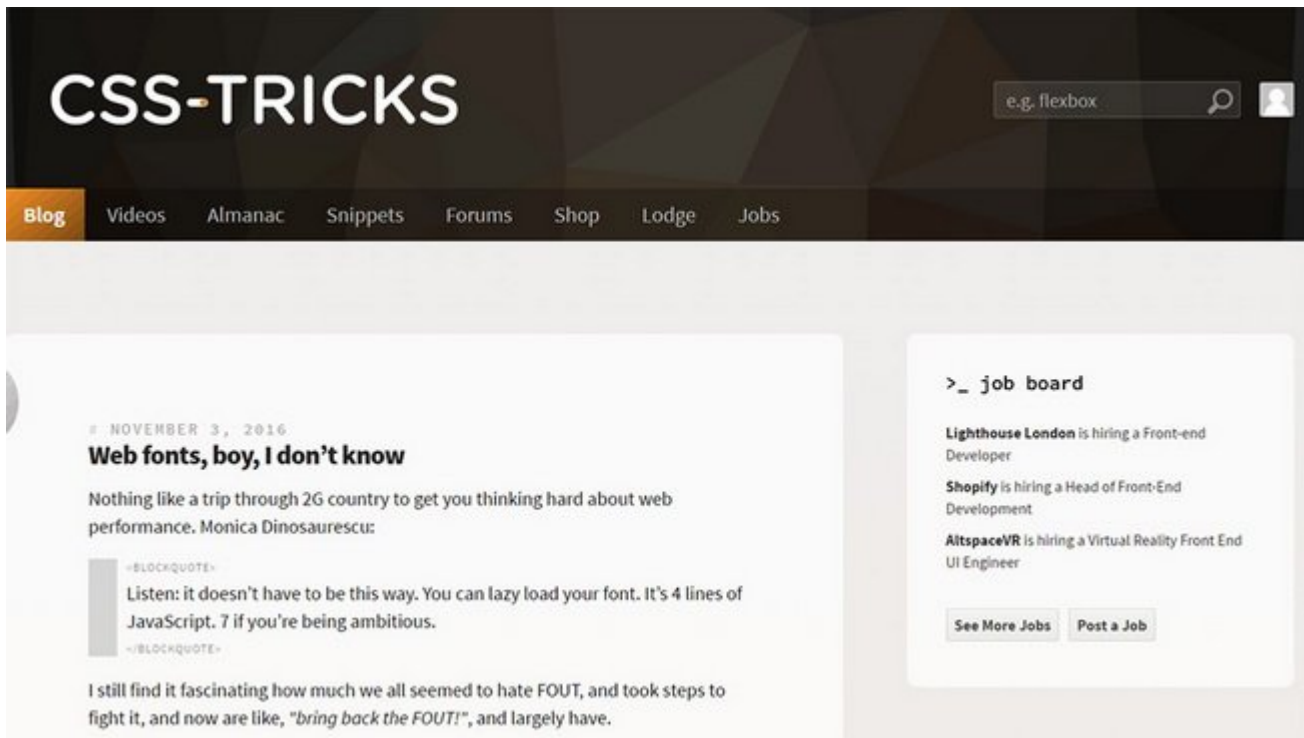 CSS-TRICKS
e.g. flexbox
Blog Videos Almanac Snippets Forums Shop Lodge Jobs
# NOVEMBER 3, 2016
Web fonts, boy, I don’t know
Nothing like a trip through 2G country to get you thinking hard about web
performance. Monica Dinosaurescu:
<BLOCKQUOTE>
Listen: it doesn’t have to be this way. You can lazy load your font. It’s 4 lines of
JavaScript. 7 if you’re being ambitious.
</BLOCKQUOTE>
I still find it fascinating how much we all seemed to hate FOUT, and took steps to
fight it, and now are like, "bring back the FOUT!", and largely have.
>_ job board
Lighthouse London is hiring a Front-end
Developer
Shopify is hiring a Head of Front-End
Development
AltspaceVR is hiring a Virtual Reality Front End
UI Engineer
See More Jobs Post a Job